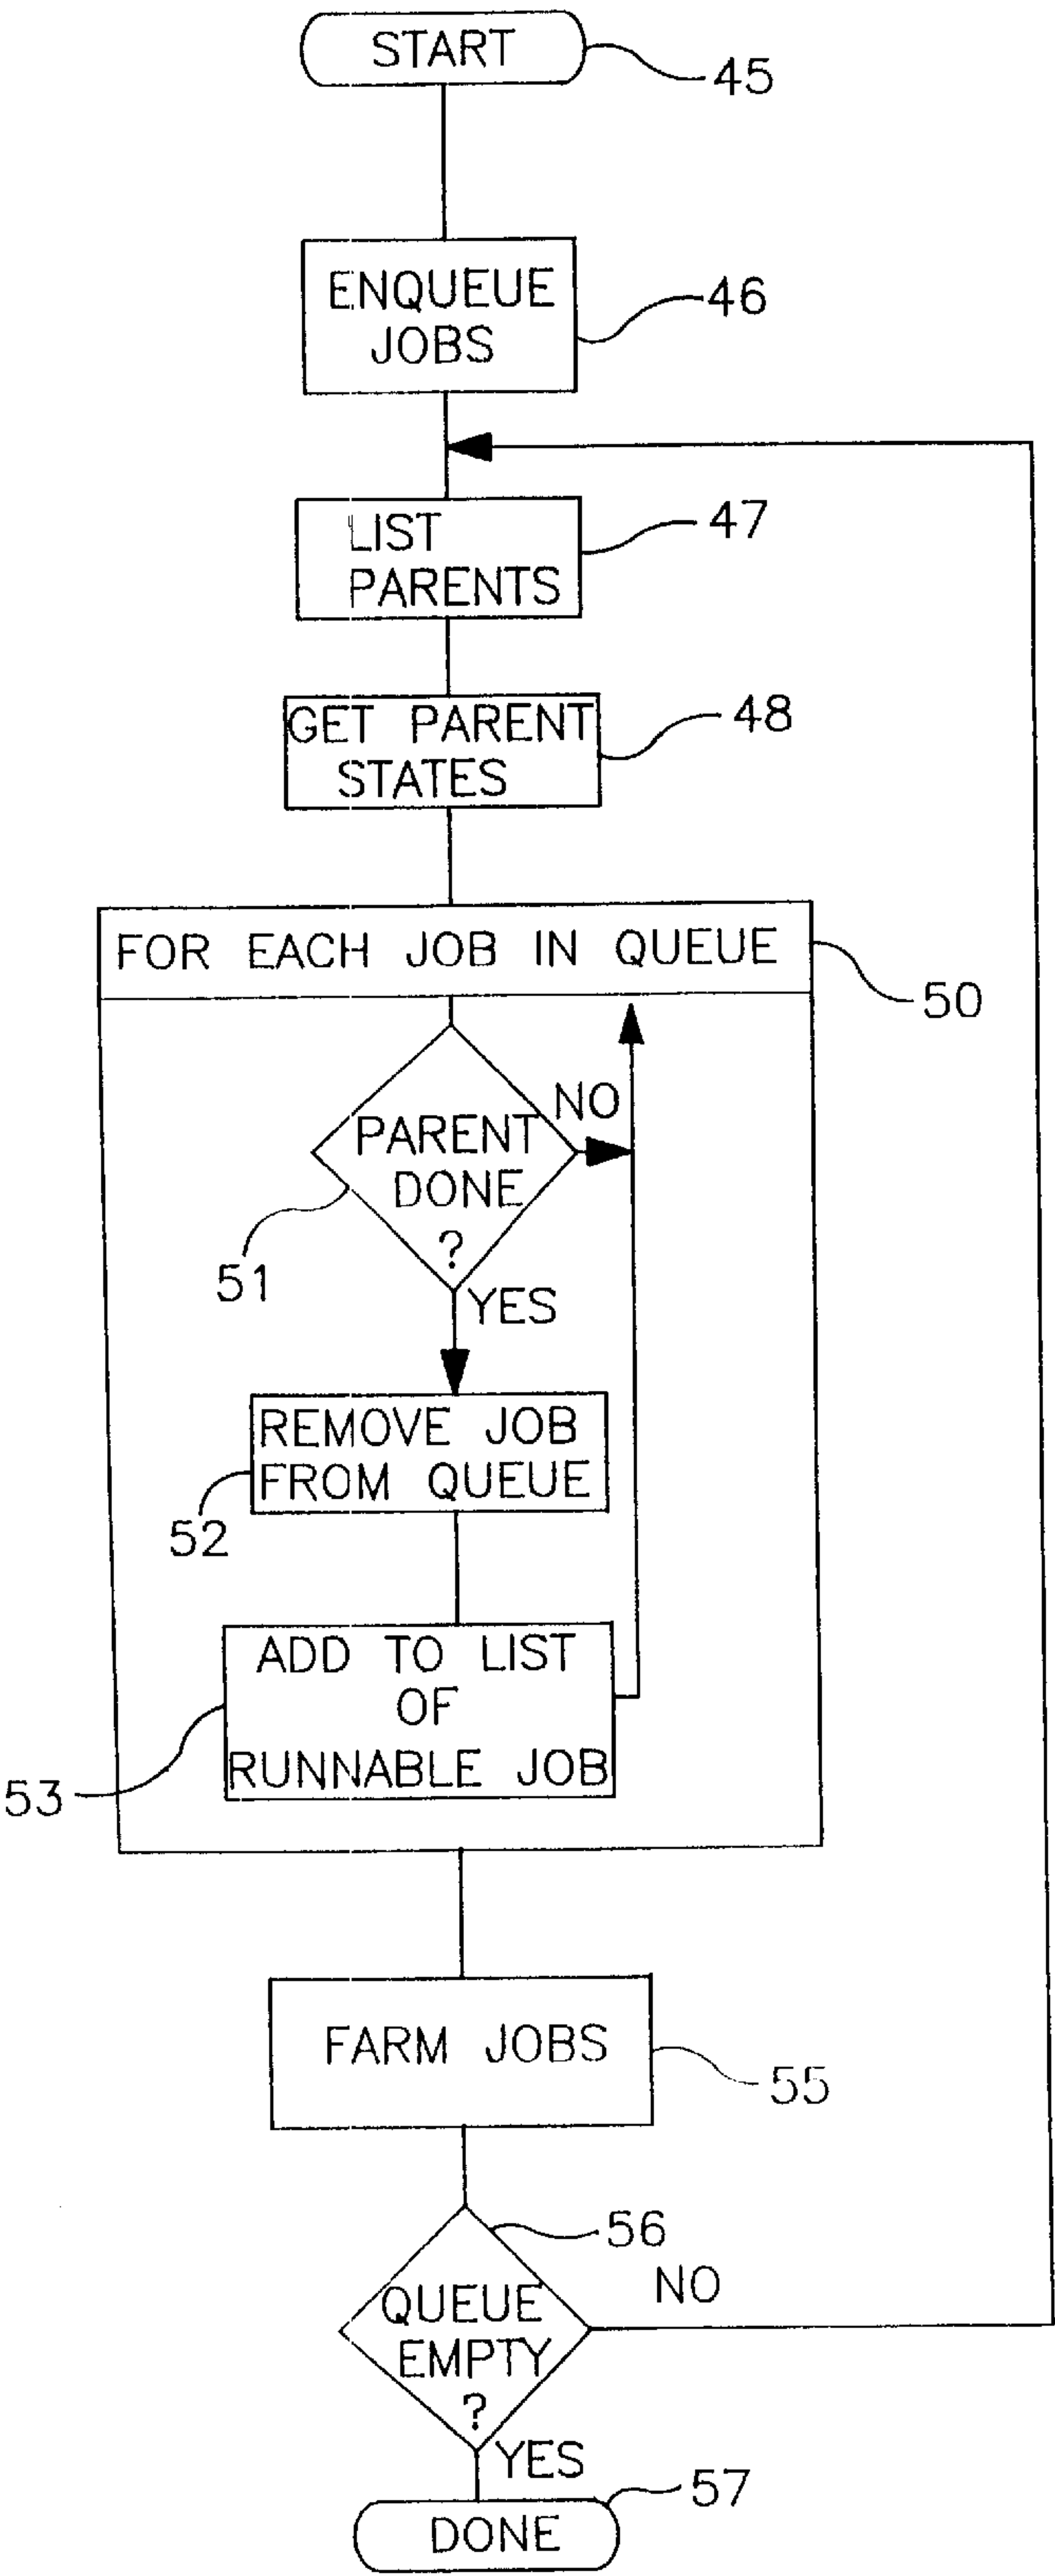 START
45
ENQUEUE
JOBS
46
LIST
PARENTS
47
GET PARENT
STATES
48
FOR EACH JOB IN QUEUE
50
PARENT
DONE
?
NO
51
YES
REMOVE JOB
FROM QUEUE
52
ADD TO LIST
OF
RUNNABLE JOB
53
FARM JOBS
55
56
QUEUE
EMPTY
?
NO
YES
57
DONE